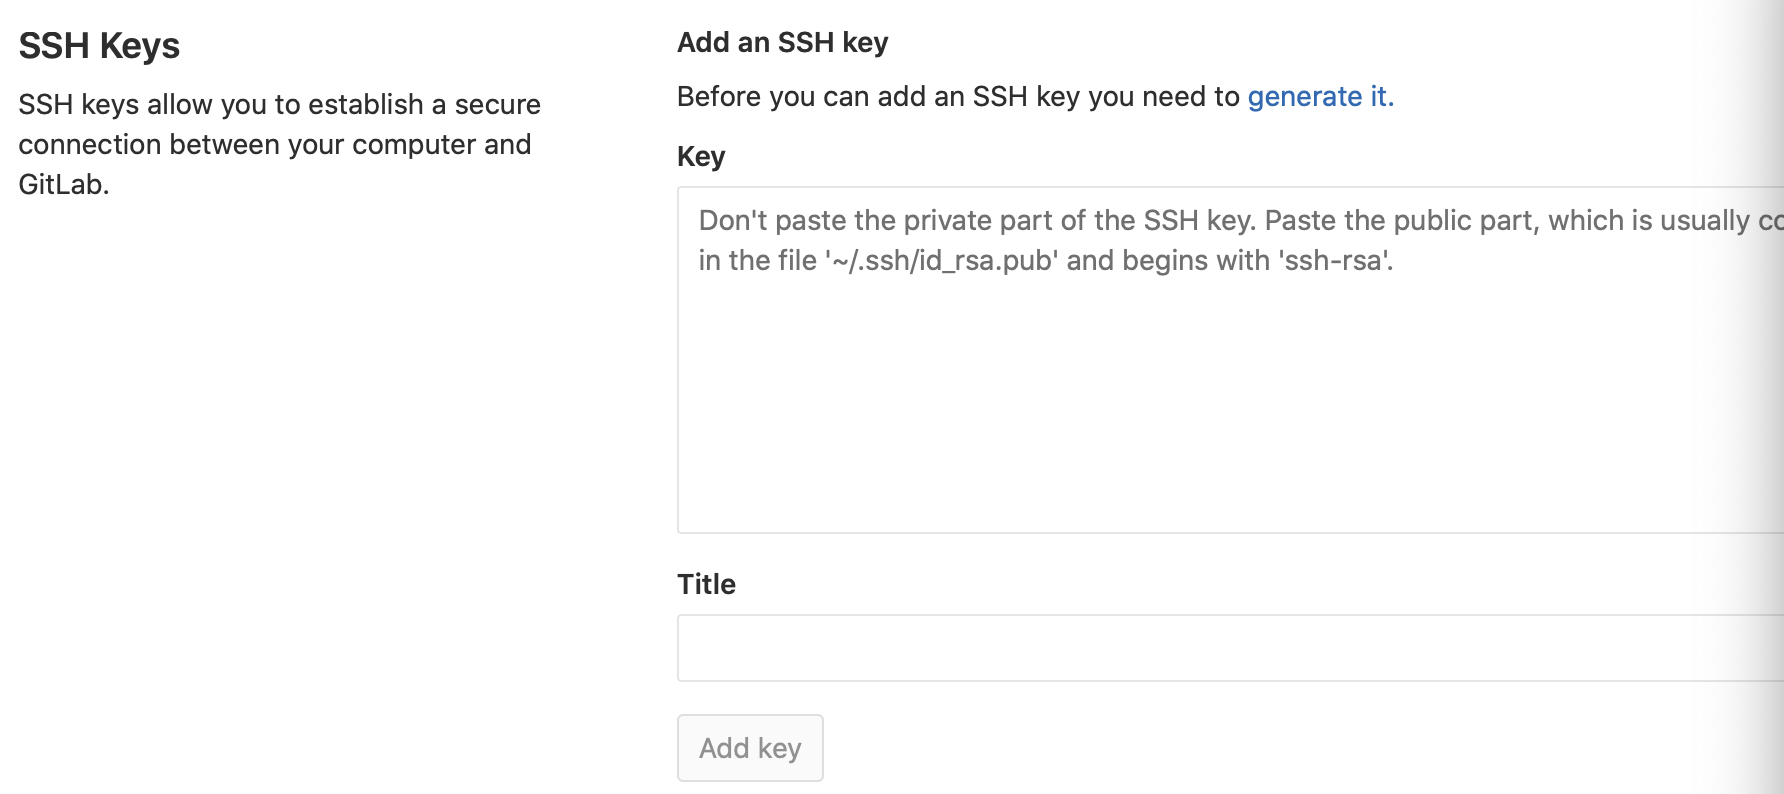 SSH Keys
SSH keys allow you to establish a secure
connection between your computer and
GitLab.
Add an SSH key
Before you can add an SSH key you need to generate it.
Key
Don't paste the private part of the SSH key. Paste the public part, which is usually
in the file '~/.ssh/id_rsa.pub' and begins with 'ssh-rsa'.
Title
Add key